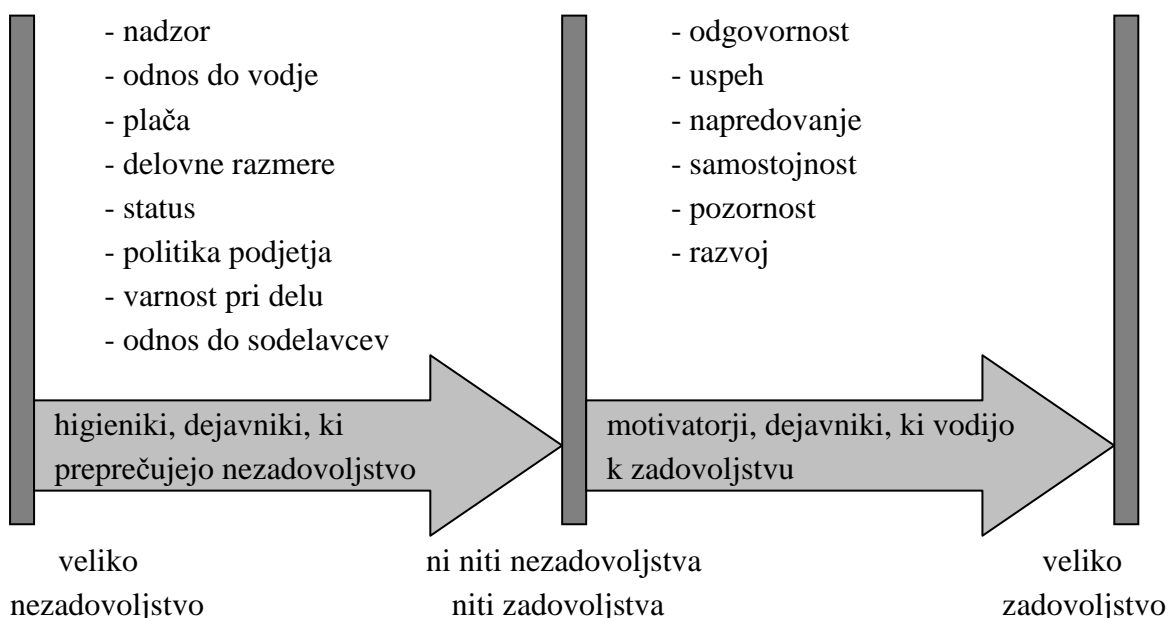 - nadzor
- odnos do vodje
- plača
- delovne razmere
- status
- politika podjetja
- varnost pri delu
- odnos do sodelavcev
- odgovornost
- uspeh
- napredovanje
- samostojnost
- pozornost
- razvoj
higieniki, dejavniki, ki
preprečujejo nezadovoljstvo
motivatorji, dejavniki, ki vodijo
k zadovoljstvu
veliko
nezadovoljstvo
ni niti nezadovoljstva
niti zadovoljstva
veliko
zadovoljstvo